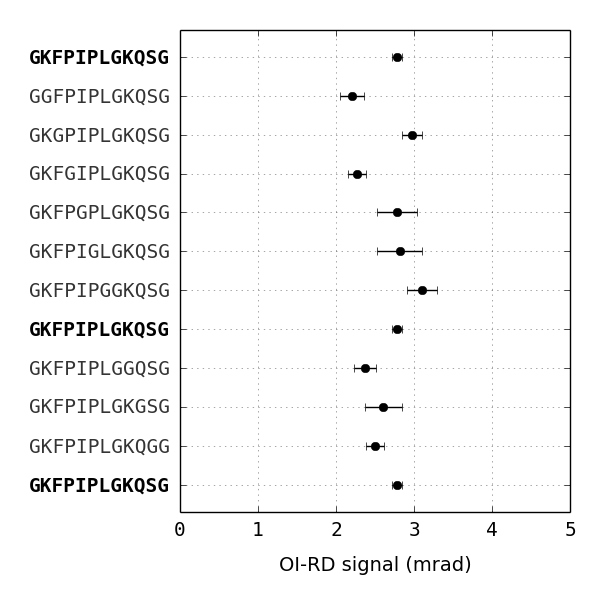 GKFPIPLGKQSG
GGFPIPLGKQSG
GKGPIPLGKQSG
GKFGIPLGKQSG
GKFPGPLGKQSG
GKFPIGLGKQSG
GKFPIPGGKQSG
GKFPIPLGKQSG
GKFPIPLGGQSG
GKFPIPLGKGSG
GKFPIPLGKQGG
GKFPIPLGKQSG
0 1 2 3 4 5
OI-RD signal (mrad)